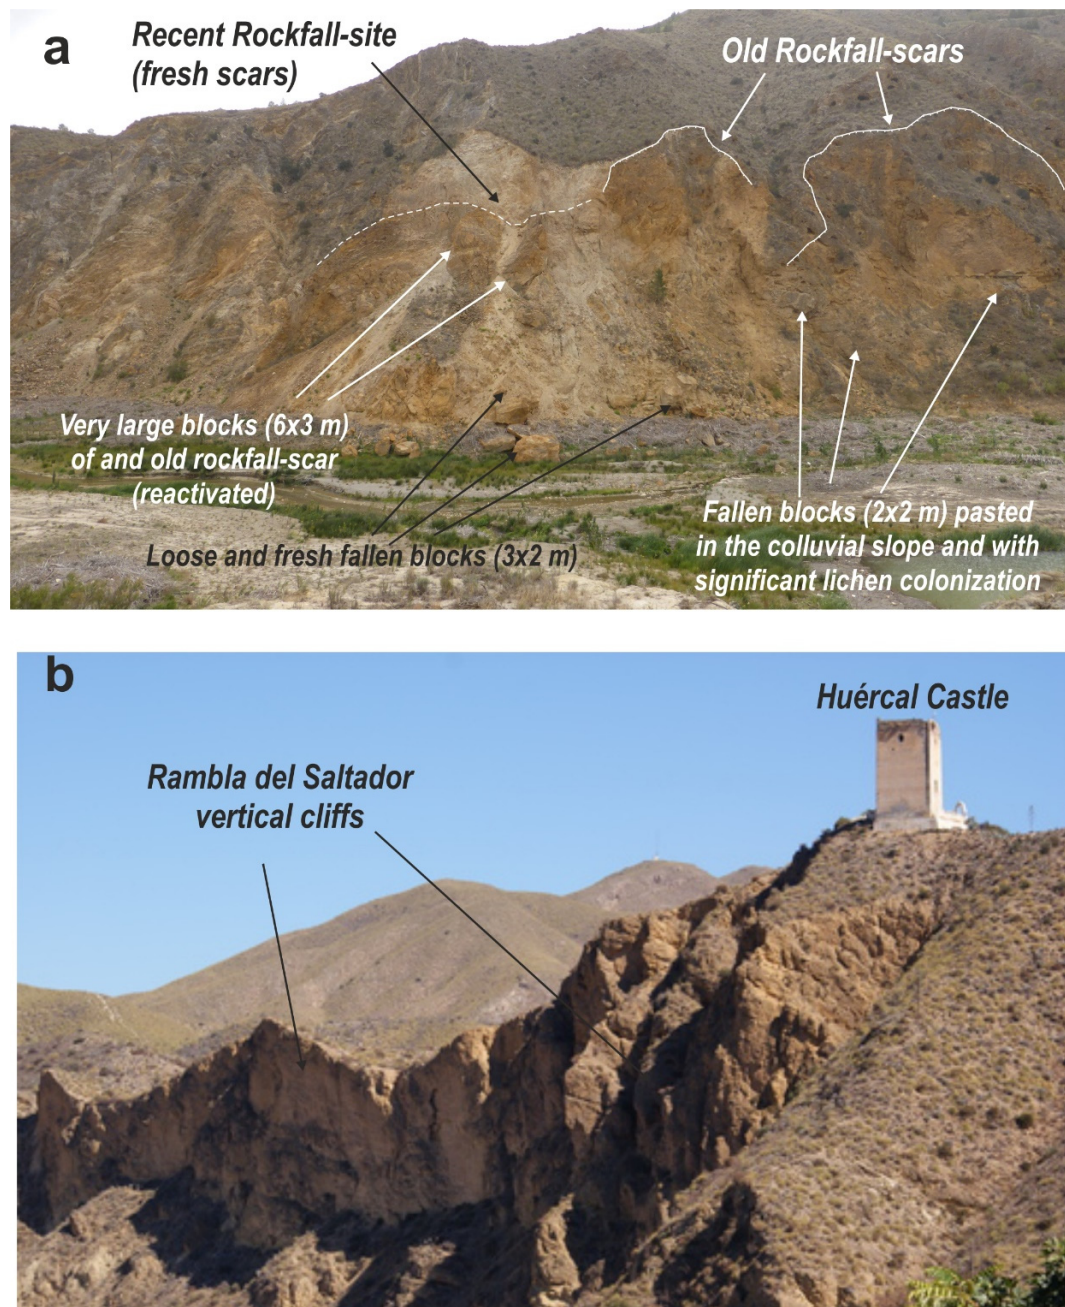 a
Recent Rockfall-site
(fresh scars)
Old Rockfall-scars
Very large blocks (6x3 m)
of and old rockfall-scar
(reactivated)
Loose and fresh fallen blocks (3x2 m)
Fallen blocks (2x2 m) pasted
in the colluvial slope and with
significant lichen colonization
b
Huércal Castle
Rambla del Saltador
vertical cliffs